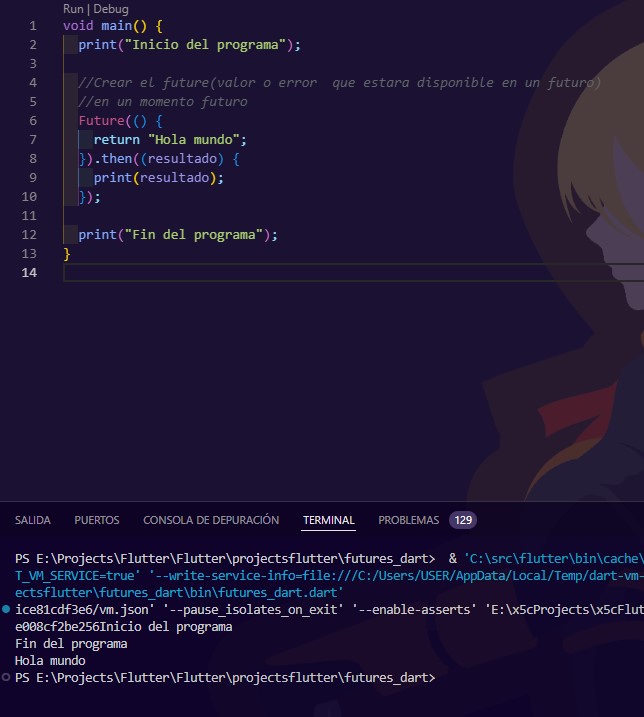 Run | Debug
1 void main() {
2 print("Inicio del programa");
3
4 //Crear el future(valor o error  que estara disponible en un futuro)
5 //en un momento futuro
6 Future(() {
7 return "Hola mundo";
8 }).then((resultado) {
9 print(resultado);
10 });
11
12 print("Fin del programa");
13 }
14
SALIDA PUERTOS CONSOLA DE DEPURACIÓN TERMINAL PROBLEMAS 129
PS E:\Projects\Flutter\Flutter\projectsflutter\futures_dart>  & 'C:\src\flutter\bin\cache\
T_VM_SERVICE=true' '--write-service-info=file:///C:/Users/USER/AppData/Local/Temp/dart-vm-
ectsflutter\futures_dart\bin\futures_dart.dart'
ice81cdf3e6/vm.json' '--pause_isolates_on_exit' '--enable-asserts' 'E:\x5cProjects\x5cFlut
e008cf2be256Inicio del programa
Fin del programa
Hola mundo
PS E:\Projects\Flutter\Flutter\projectsflutter\futures_dart>